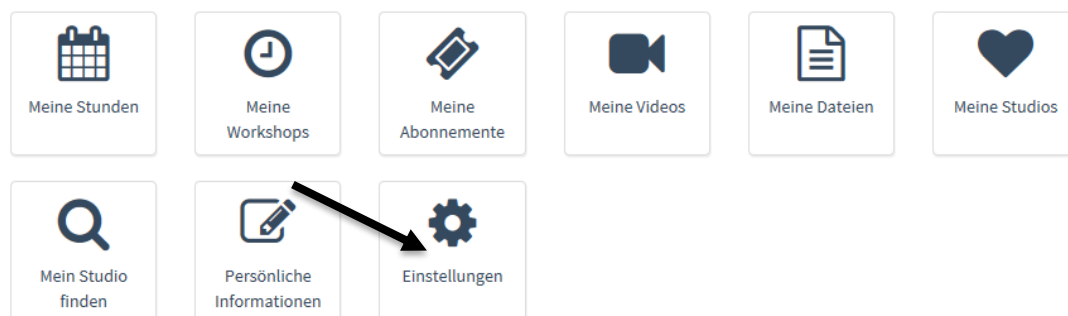 Meine Stunden
Meine
Workshops
Meine
Abonnemente
Meine Videos
Meine Dateien
Meine Studios
Mein Studio
finden
Persönliche
Informationen
Einstellungen